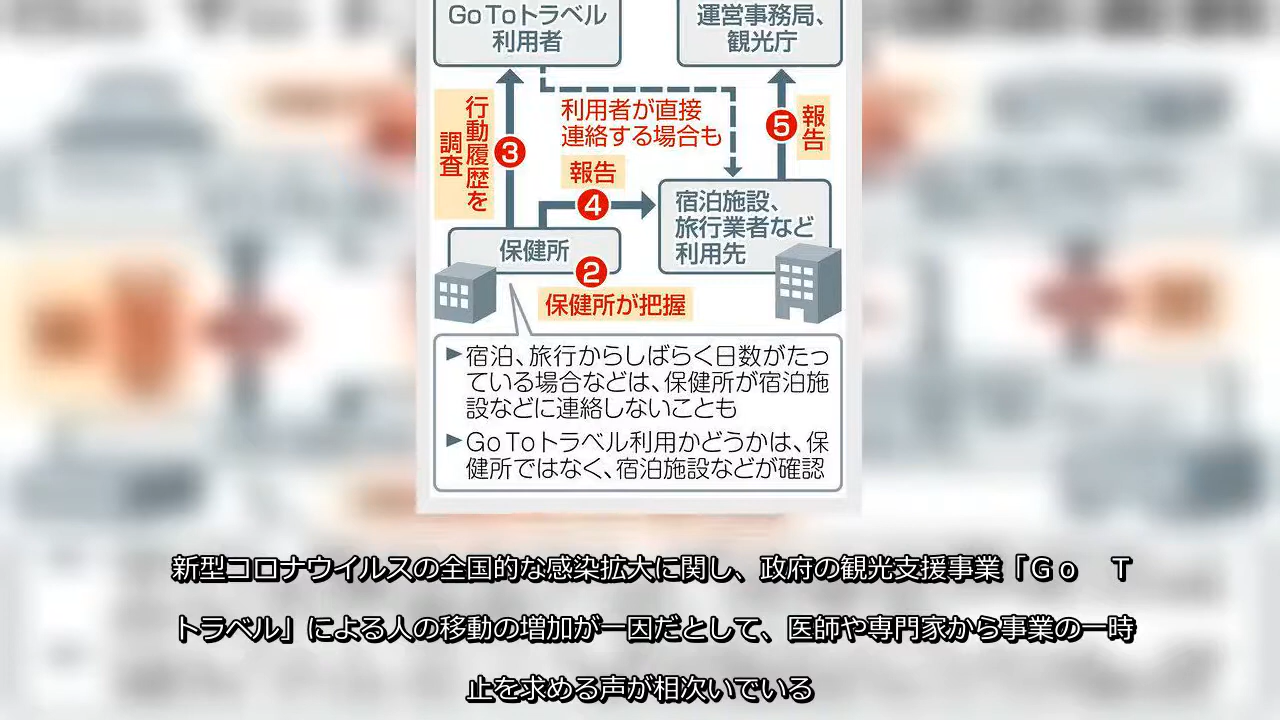 GoToトラベル
利用者
運営事務局、
観光庁
行動履歴を
調査
3
利用者が直接
連絡する場合も
5
報告
報告
4
宿泊施設、
旅行業者など
利用先
保健所
2
保健所が把握
▶宿泊、旅行からしばらく日数がたっ
ている場合などは、保健所が宿泊施
設などに連絡しないことも
▶GoToトラベル利用かどうかは、保
健所ではなく、宿泊施設などが確認
新型コロナウイルスの全国的な感染拡大に関し、政府の観光支援事業「Ｇｏ　Ｔ
トラベル」による人の移動の増加が一因だとして、医師や専門家から事業の一時
止を求める声が相次いでいる